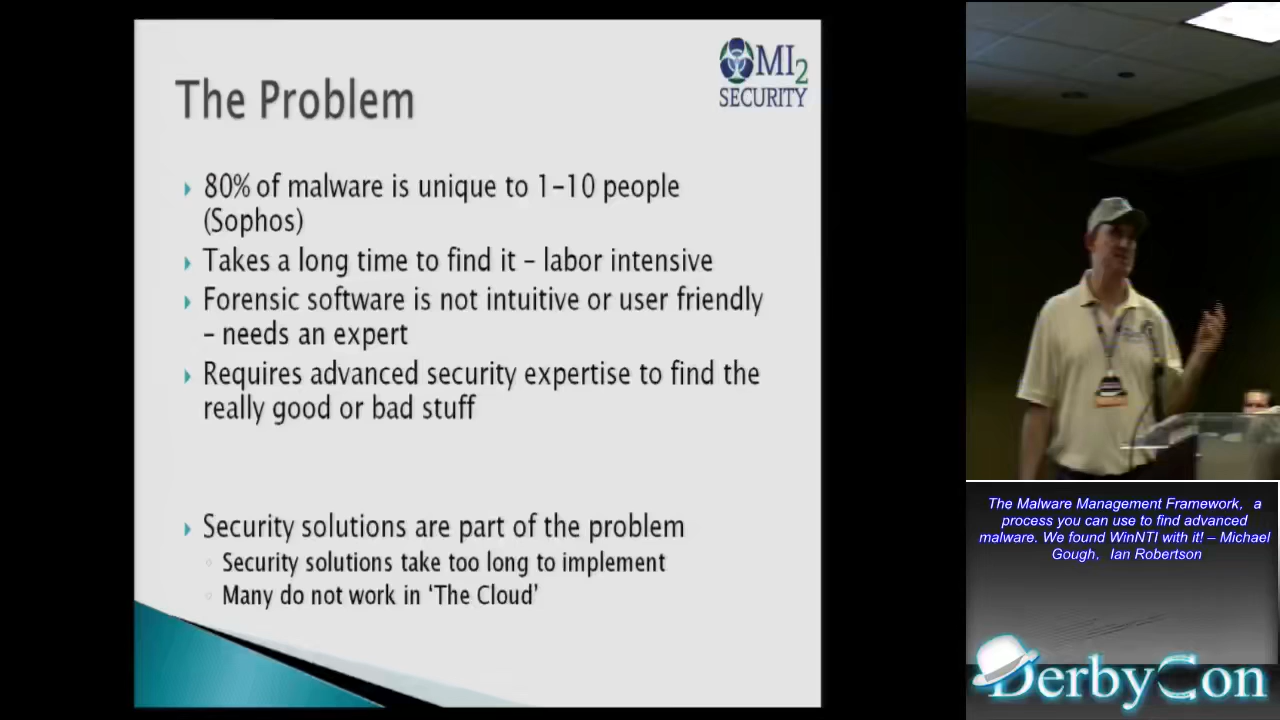 MI2
SECURITY
The Problem
80% of malware is unique to 1-10 people
(Sophos)
Takes a long time to find it – labor intensive
Forensic software is not intuitive or user friendly
– needs an expert
Requires advanced security expertise to find the
really good or bad stuff
Security solutions are part of the problem
Security solutions take too long to implement
Many do not work in ‘The Cloud’
The Malware Management Framework, a
process you can use to find advanced
malware. We found WinNTI with it! – Michael
Gough, Ian Robertson
DerbyCon